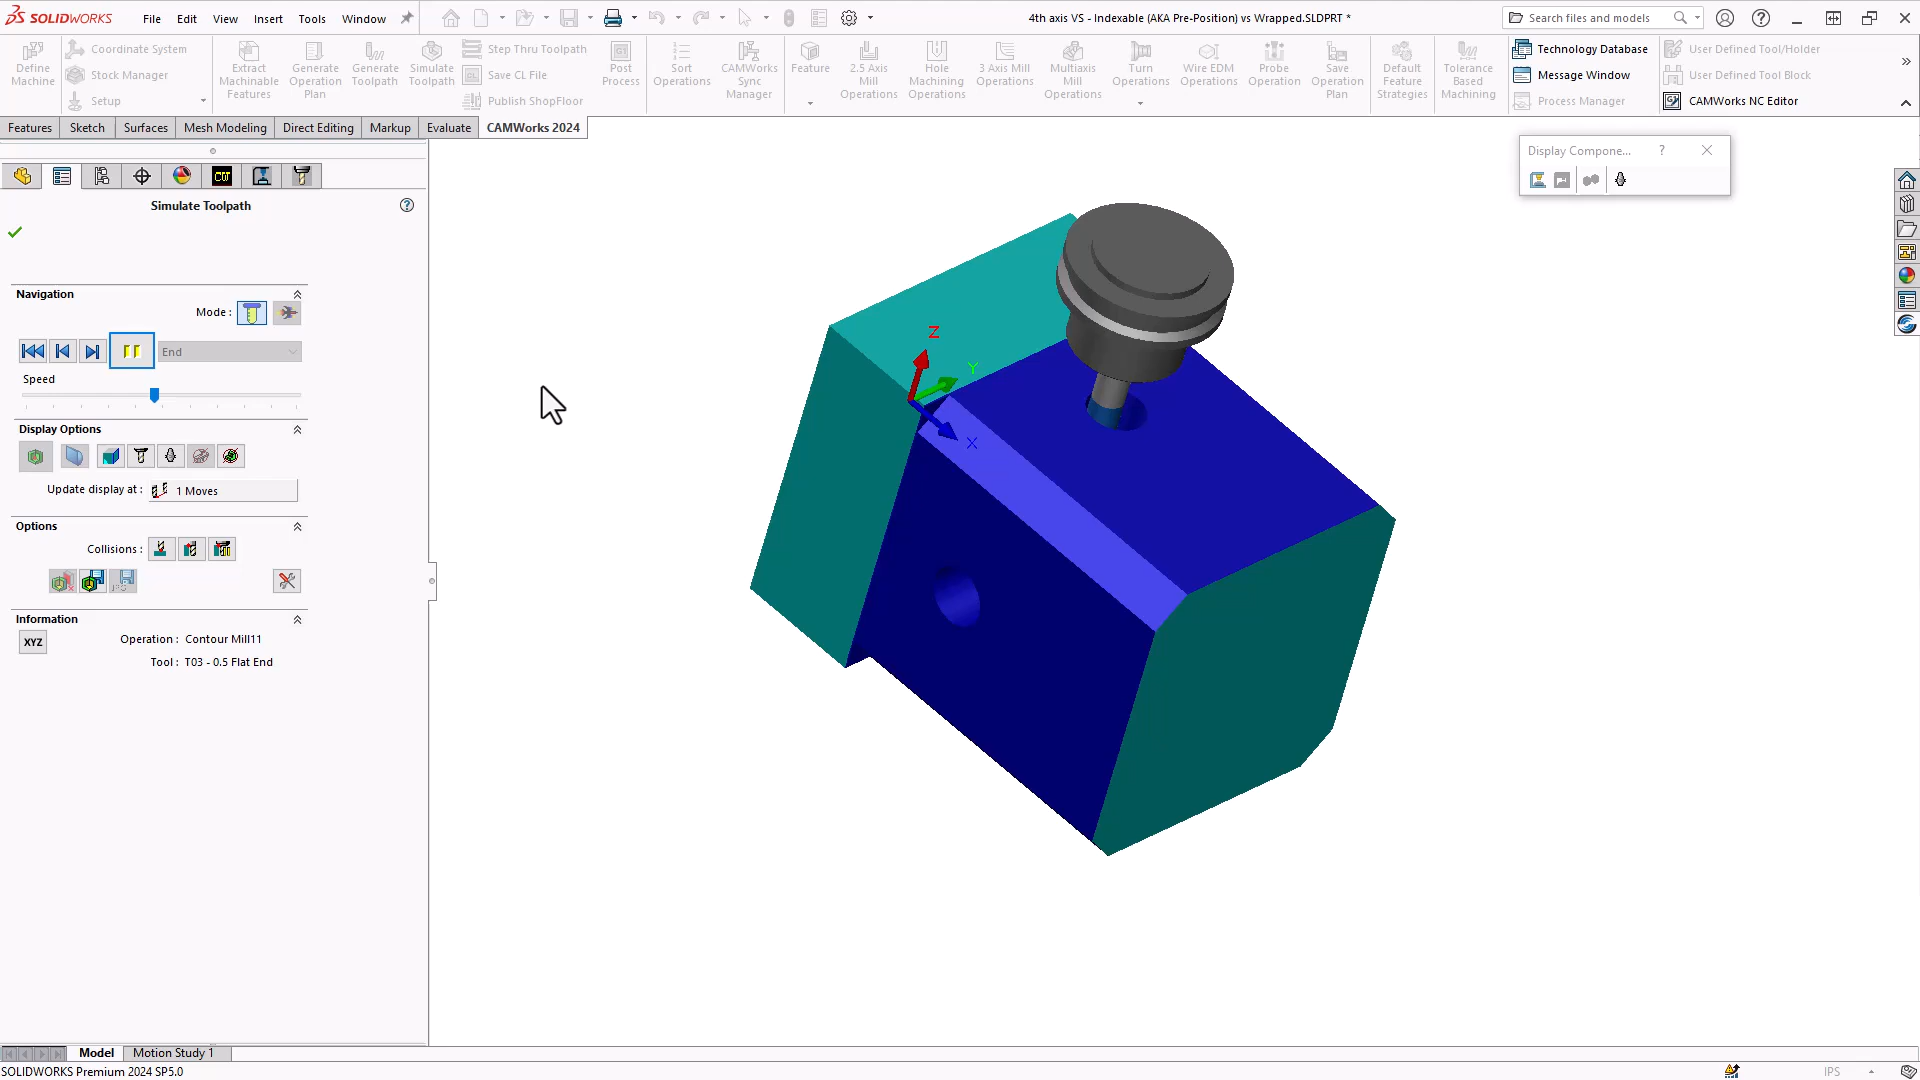 SOLIDWORKS
File Edit View Insert Tools Window
4th axis VS - Indexable (AKA Pre-Position) vs Wrapped.SLDPRT *
Search files and models
Define Machine
Coordinate System
Stock Manager
Setup
Extract Machinable Features
Generate Operation Plan
Generate Toolpath
Simulate Toolpath
Step Thru Toolpath
Save CL File
Publish ShopFloor
Post Process
Sort Operations
CAMWorks Sync Manager
Feature
2.5 Axis Mill Operations
Hole Machining Operations
3 Axis Mill Operations
Multiaxis Mill Operations
Turn Operations
Wire EDM Operations
Probe Operation
Save Operation Plan
Default Feature Strategies
Tolerance Based Machining
Technology Database
Message Window
Process Manager
User Defined Tool/Holder
User Defined Tool Block
CAMWorks NC Editor
Features Sketch Surfaces Mesh Modeling Direct Editing Markup Evaluate CAMWorks 2024
Display Compone... ?
CW
Simulate Toolpath
Navigation
Mode :
End
Speed
Display Options
Update display at : 1 Moves
Options
Collisions :
Information
XYZ
Operation : Contour Mill11
Tool : T03 - 0.5 Flat End
Z
Y
X
Model Motion Study 1
SOLIDWORKS Premium 2024 SP5.0
IPS